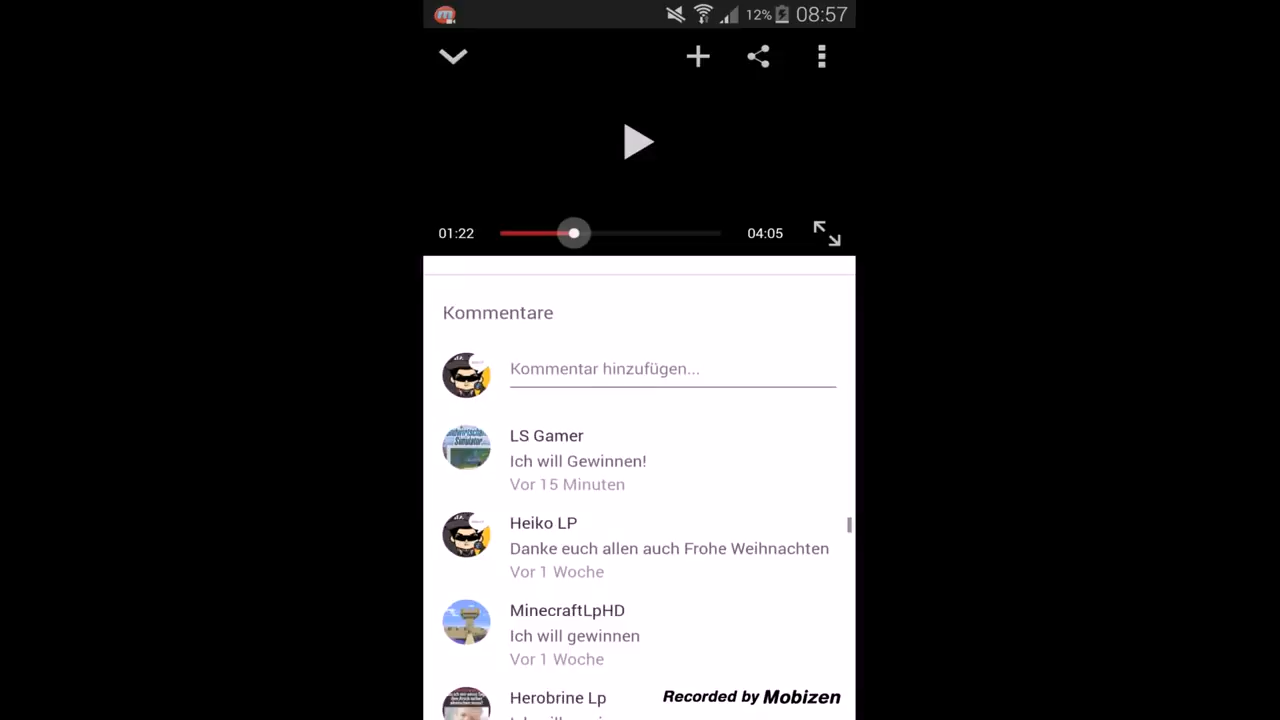 12% 08:57
01:22 04:05
Kommentare
Kommentar hinzufügen...
LS Gamer
Ich will Gewinnen!
Vor 15 Minuten
Heiko LP
Danke euch allen auch Frohe Weihnachten
Vor 1 Woche
MinecraftLpHD
Ich will gewinnen
Vor 1 Woche
Herobrine Lp
Recorded by Mobizen